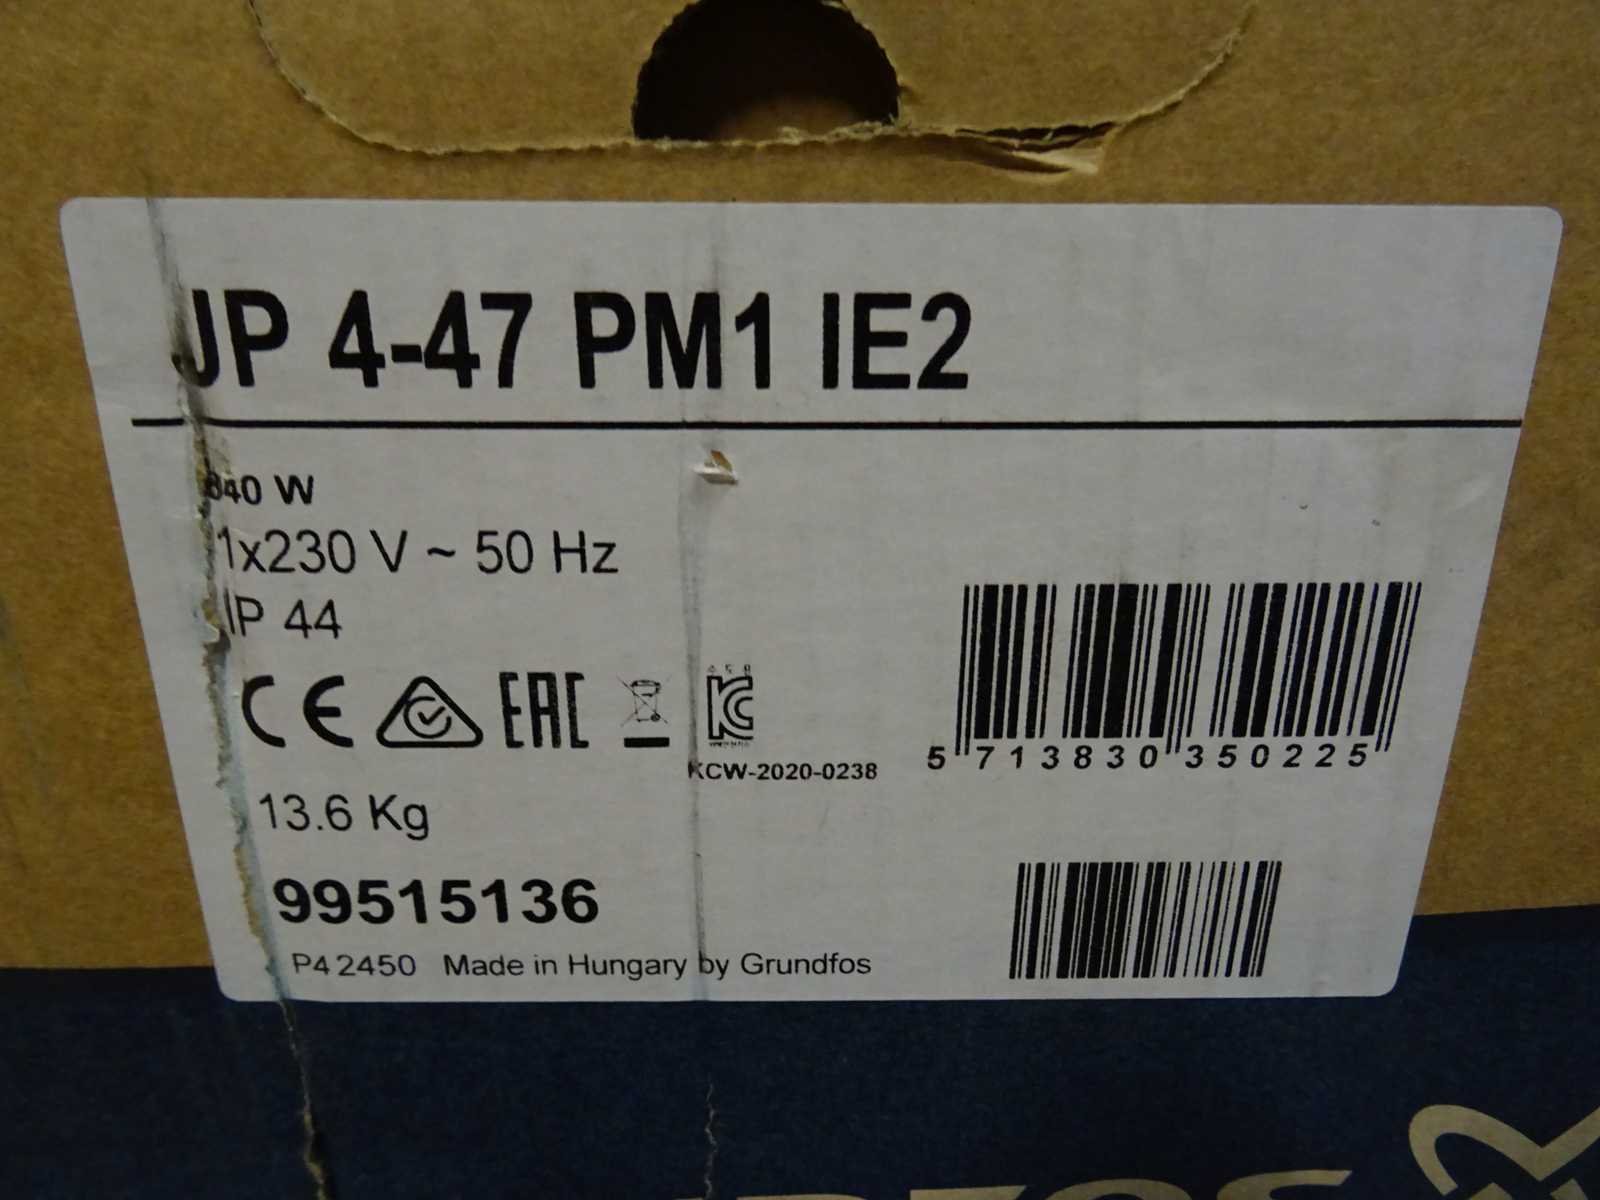 JP 4-47 PM1 IE2
840 W
1x230 V ~ 50 Hz
IP 44
CE EAC
KC
KCW-2020-0238
5 713830 350225
13.6 Kg
99515136
P4 2450 Made in Hungary by Grundfos